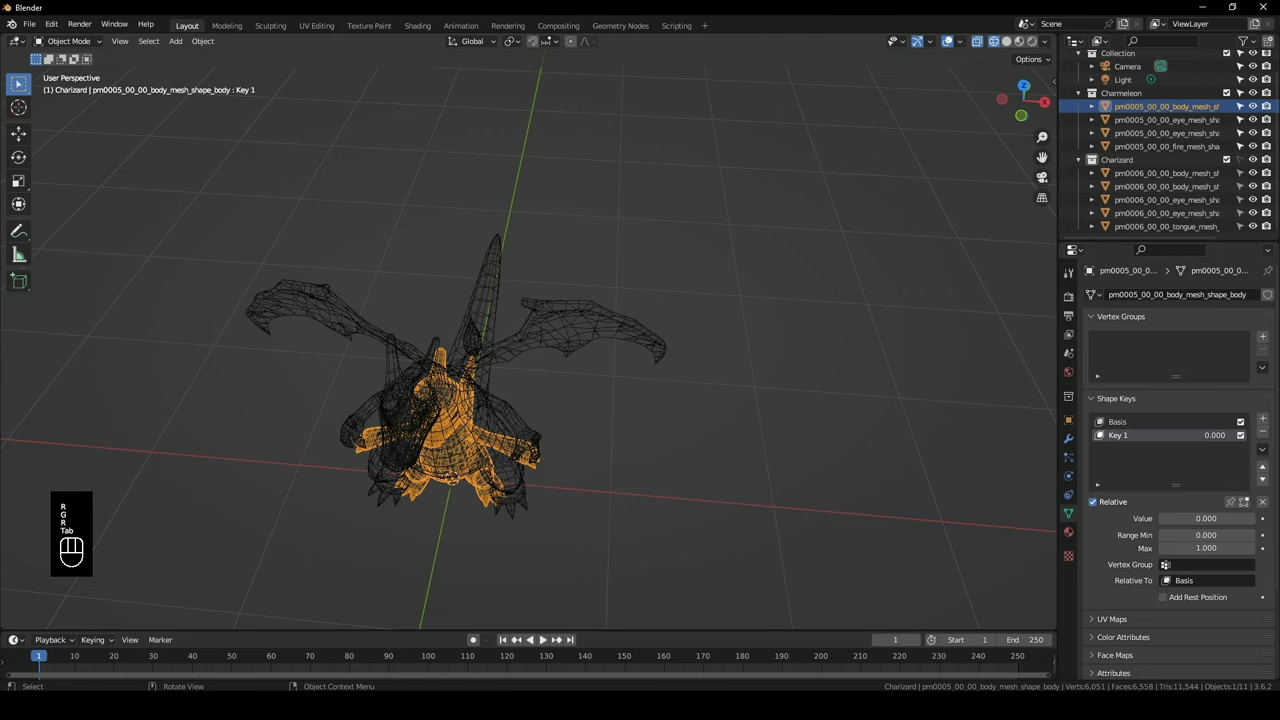 Blender
File Edit Render Window Help Layout Modeling Sculpting UV Editing Texture Paint Shading Animation Rendering Compositing Geometry Nodes Scripting + Scene ViewLayer
Object Mode View Select Add Object Global
Options
User Perspective
(1) Charizard | pm0005_00_00_body_mesh_shape_body : Key 1
X
Z
Collection
Camera
Light
Charmeleon
pm0005_00_00_body_mesh_sh
pm0005_00_00_eye_mesh_sha
pm0005_00_00_eye_mesh_sha
pm0005_00_00_fire_mesh_sha
Charizard
pm0006_00_00_body_mesh_sh
pm0006_00_00_body_mesh_sh
pm0006_00_00_eye_mesh_sha
pm0006_00_00_eye_mesh_sha
pm0006_00_00_tongue_mesh_
pm0005_00_0... > pm0005_00_0...
pm0005_00_00_body_mesh_shape_body
Vertex Groups
Shape Keys
Basis
Key 1 0.000
Relative
Value 0.000
Range Min 0.000
Max 1.000
Vertex Group
Relative To Basis
Add Rest Position
UV Maps
Color Attributes
Face Maps
Attributes
R
G
R
Tab
Playback Keying View Marker 1 Start 1 End 250
1 10 20 30 40 50 60 70 80 90 100 110 120 130 140 150 160 170 180 190 200 210 220 230 240 250
Select Rotate View Object Context Menu Charizard | pm0005_00_00_body_mesh_shape_body | Verts:6,051 | Faces:6,558 | Tris:11,544 | Objects:1/11 | 3.6.2